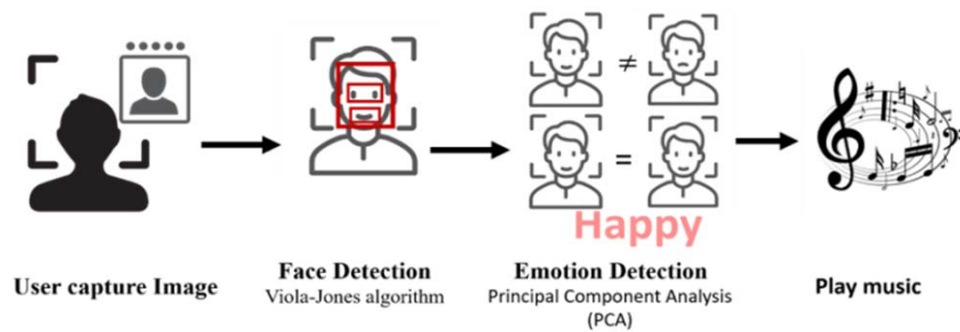 ≠
=
Happy
User capture Image
Face Detection
Viola-Jones algorithm
Emotion Detection
Principal Component Analysis
(PCA)
Play music